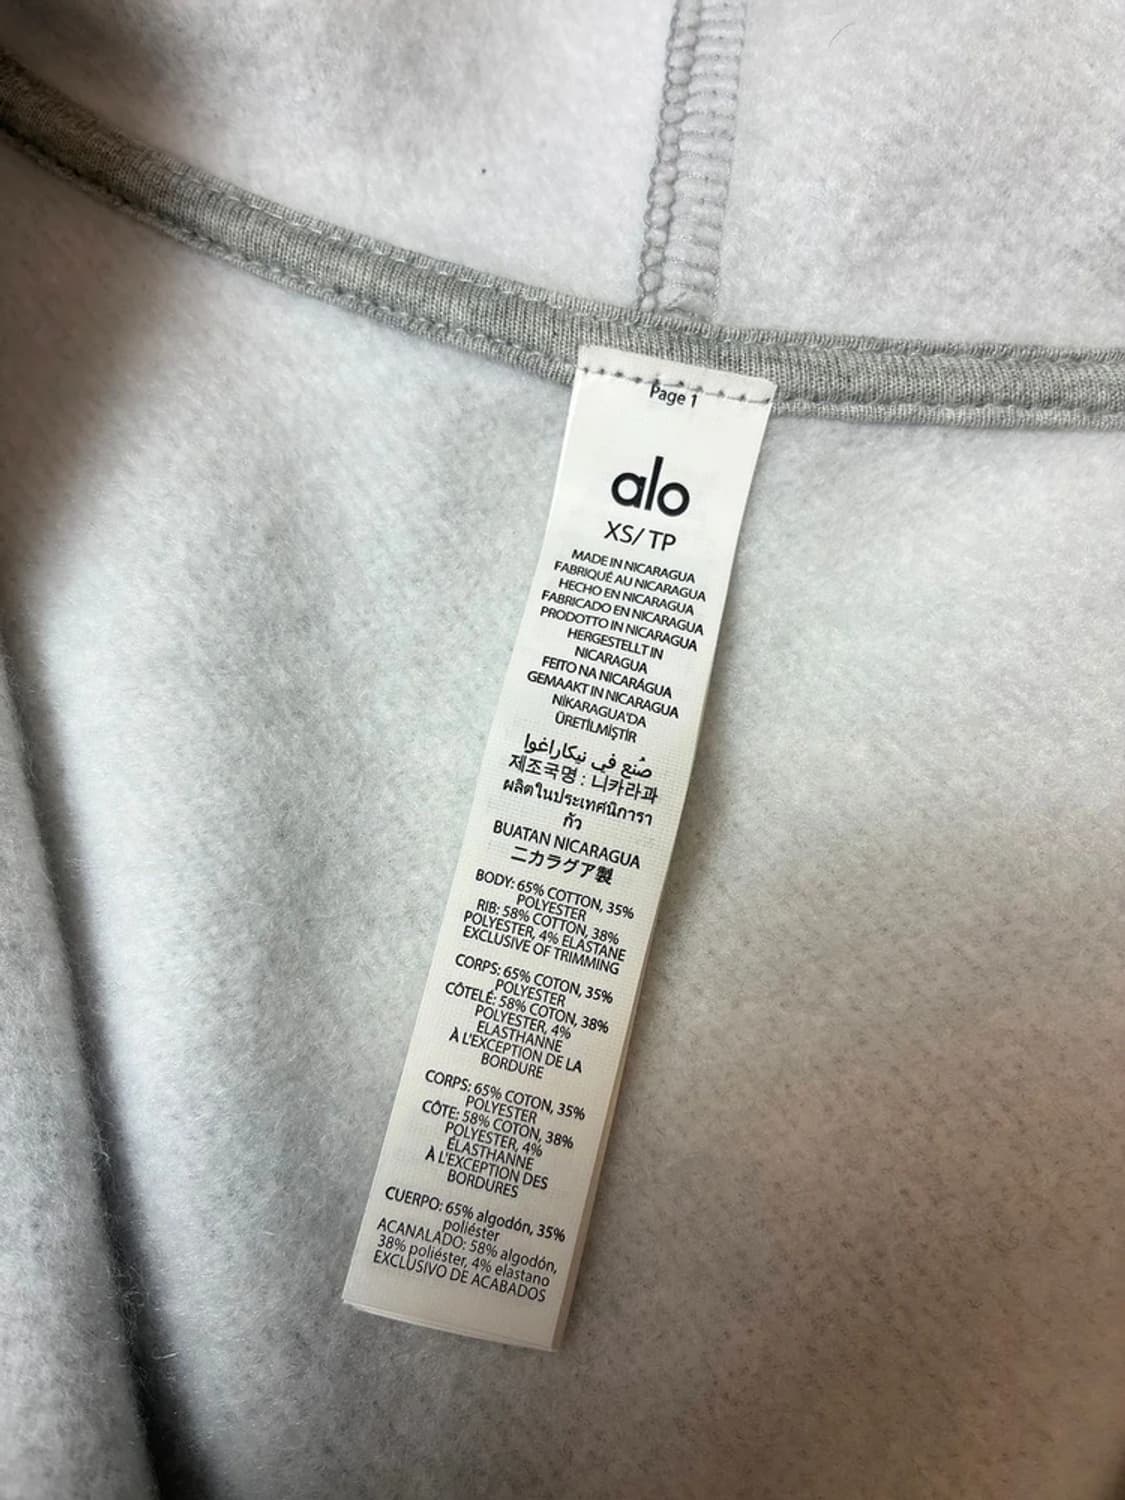 Page 1
alo
XS/ TP
MADE IN NICARAGUA
FABRIQUÉ AU NICARAGUA
HECHO EN NICARAGUA
FABRICADO EN NICARAGUA
PRODOTTO IN NICARAGUA
HERGESTELLT IN
NICARAGUA
FEITO NA NICARÁGUA
GEMAAKT IN NICARAGUA
NİKARAGUA'DA
ÜRETİLMİŞTİR
صُنع في نيكاراغوا
제조국명 : 니카라과
ผลิตในประเทศนิการา
กัว
BUATAN NICARAGUA
ニカラグア製
BODY: 65% COTTON, 35%
POLYESTER
RIB: 58% COTTON, 38%
POLYESTER, 4% ELASTANE
EXCLUSIVE OF TRIMMING
CORPS: 65% COTON, 35%
POLYESTER
CÔTELÉ: 58% COTON, 38%
POLYESTER, 4%
ELASTHANNE
À L'EXCEPTION DE LA
BORDURE
CORPS: 65% COTON, 35%
POLYESTER
CÔTE: 58% COTON, 38%
POLYESTER, 4%
ÉLASTHANNE
À L'EXCEPTION DES
BORDURES
CUERPO: 65% algodón, 35%
poliéster
ACANALADO: 58% algodón,
38% poliéster, 4% elastano
EXCLUSIVO DE ACABADOS